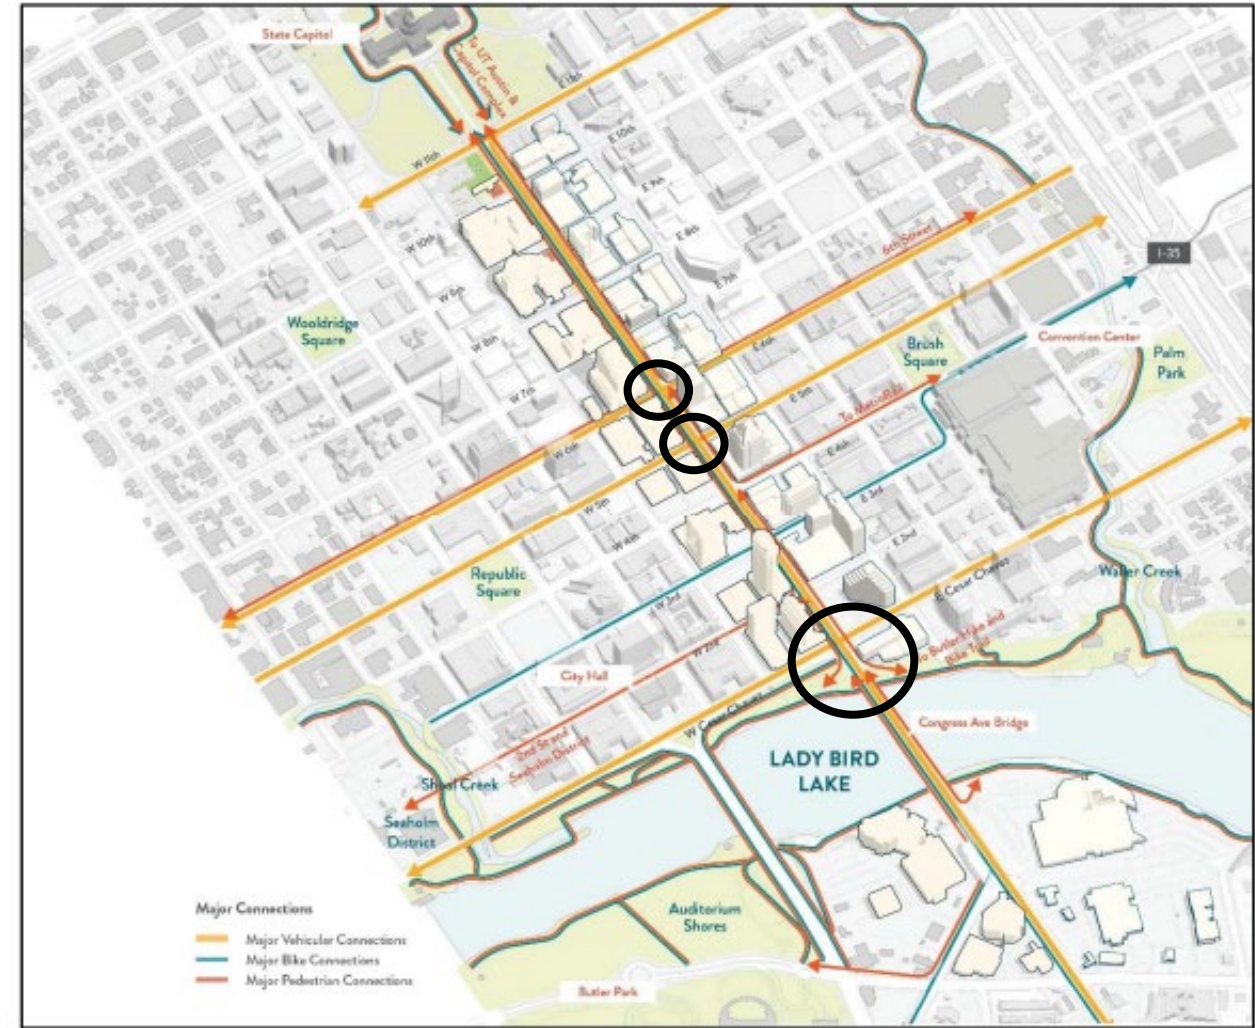 State Capitol
To UT Austin &
Capitol Complex
E 11th
W 11th
E 10th
E 9th
W 10th
E 8th
6th Street
I-35
E 7th
W 9th
Wooldridge
Square
W 8th
Brush
Square
Convention Center
E 6th
Palm
Park
W 7th
E 5th
To MetroRail
W 6th
E 4th
E 3rd
W 5th
E 2nd
W 4th
Republic
Square
E Cesar Chavez
Waller Creek
W 3rd
To Butler Hike and
Bike Trail
W 2nd
City Hall
W Cesar Chavez
Congress Ave Bridge
2nd St and
Seaholm District
LADY BIRD
LAKE
Shoal Creek
Seaholm
District
Major Connections
Major Vehicular Connections
Major Bike Connections
Major Pedestrian Connections
Auditorium
Shores
Butler Park